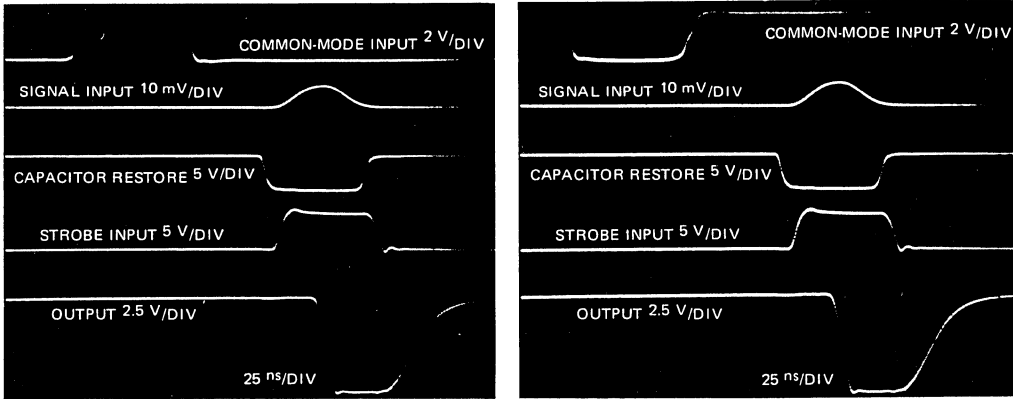 COMMON-MODE INPUT 2 V/DIV
SIGNAL INPUT 10 mV/DIV
CAPACITOR RESTORE 5 V/DIV
STROBE INPUT 5 V/DIV
OUTPUT 2.5 V/DIV
25 ns/DIV
COMMON-MODE INPUT 2 V/DIV
SIGNAL INPUT 10 mV/DIV
CAPACITOR RESTORE 5 V/DIV
STROBE INPUT 5 V/DIV
OUTPUT 2.5 V/DIV
25 ns/DIV